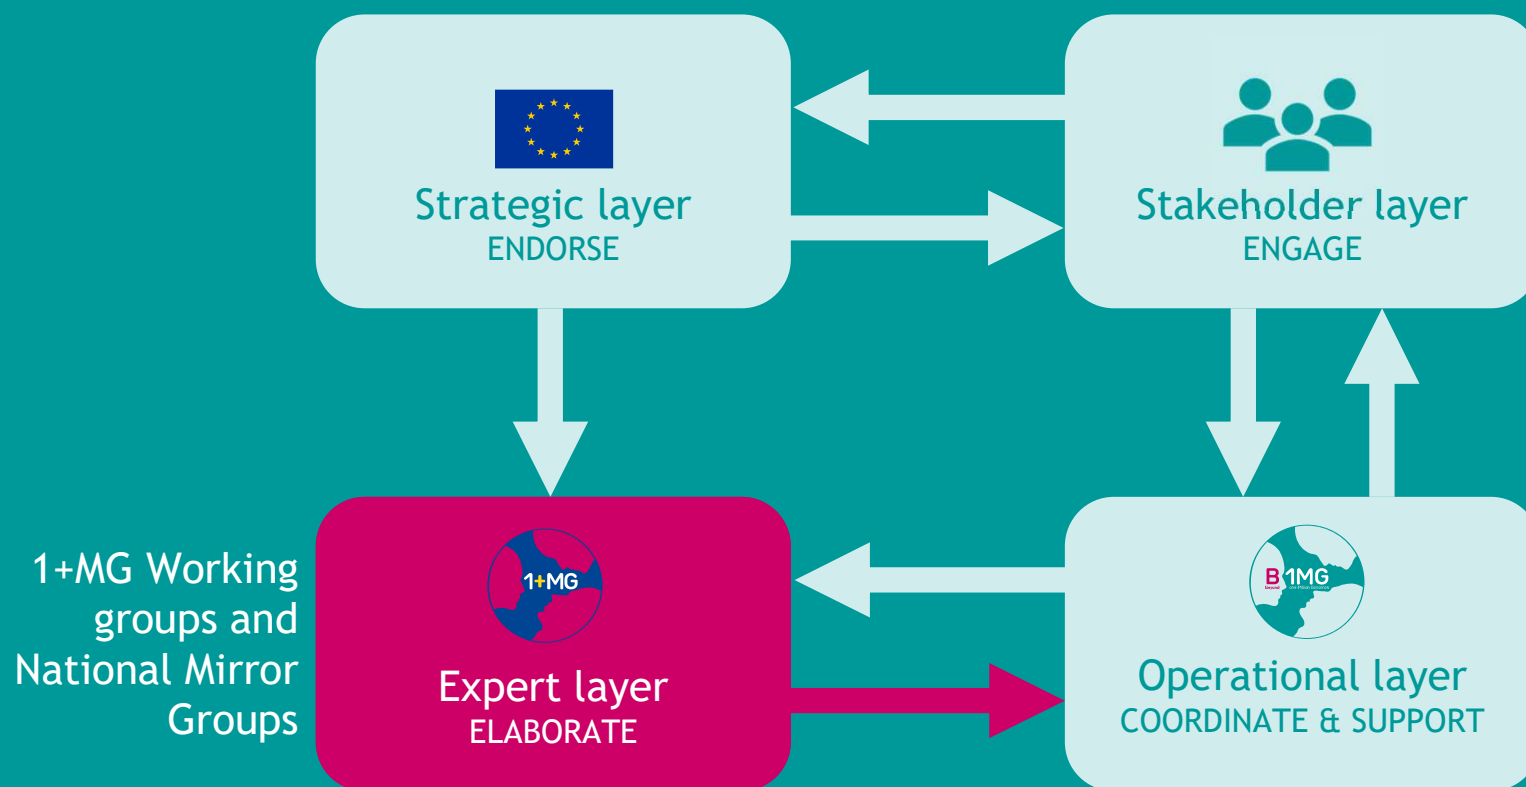 Strategic layer
ENDORSE
Stakeholder layer
ENGAGE
1+MG Working
groups and
National Mirror
Groups
1+MG
Expert layer
ELABORATE
B 1MG
Operational layer
COORDINATE & SUPPORT